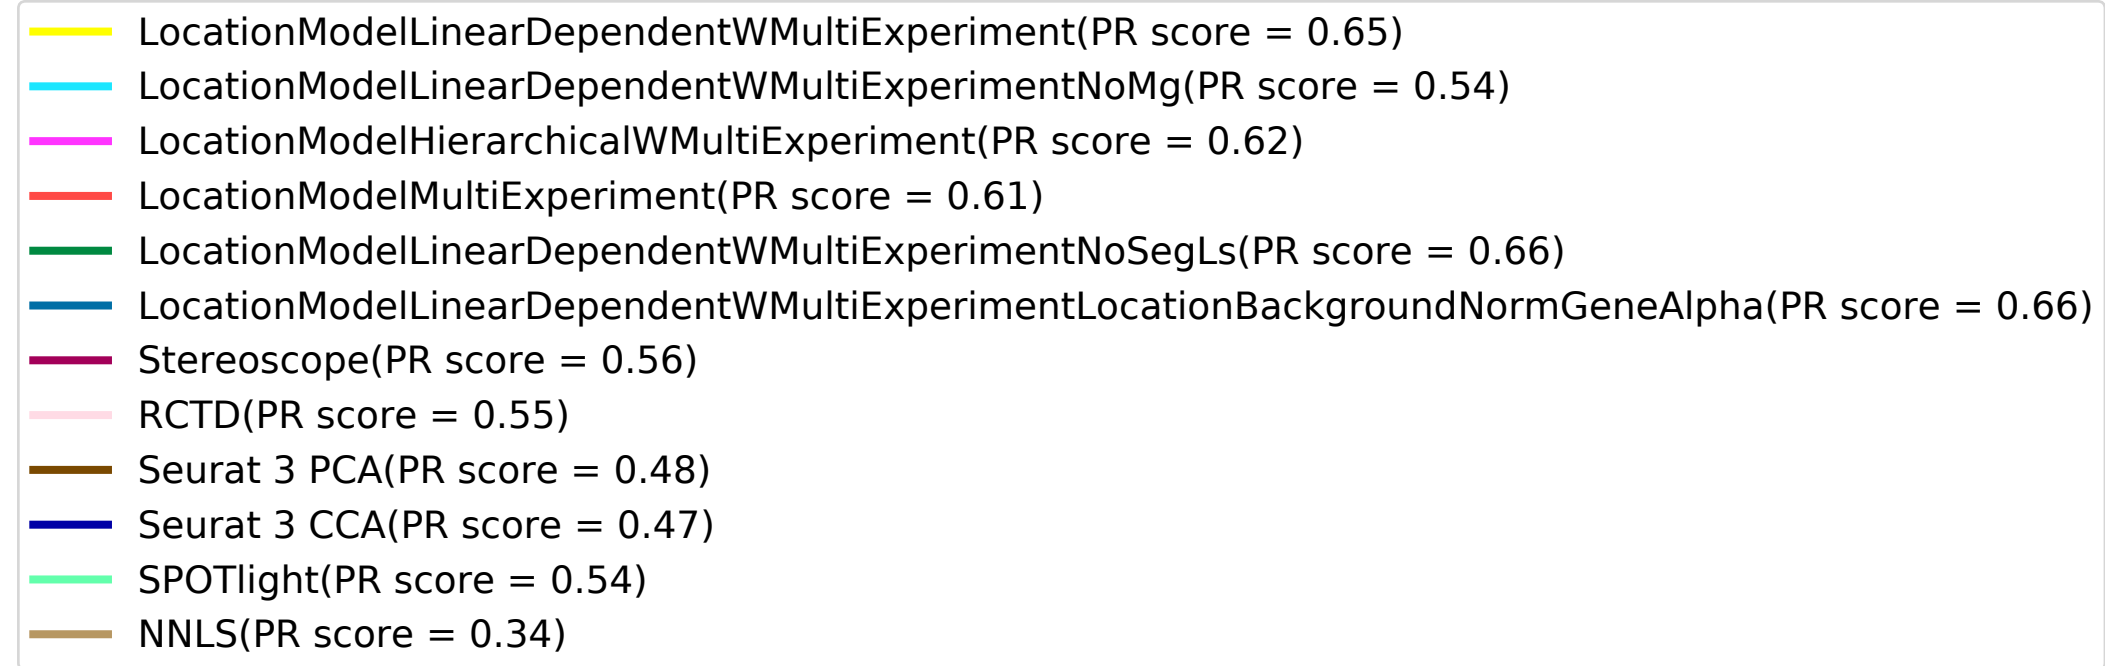 LocationModelLinearDependentWMultiExperiment(PR score = 0.65)
LocationModelLinearDependentWMultiExperimentNoMg(PR score = 0.54)
LocationModelHierarchicalWMultiExperiment(PR score = 0.62)
LocationModelMultiExperiment(PR score = 0.61)
LocationModelLinearDependentWMultiExperimentNoSegLs(PR score = 0.66)
LocationModelLinearDependentWMultiExperimentLocationBackgroundNormGeneAlpha(PR score = 0.66)
Stereoscope(PR score = 0.56)
RCTD(PR score = 0.55)
Seurat 3 PCA(PR score = 0.48)
Seurat 3 CCA(PR score = 0.47)
SPOTlight(PR score = 0.54)
NNLS(PR score = 0.34)